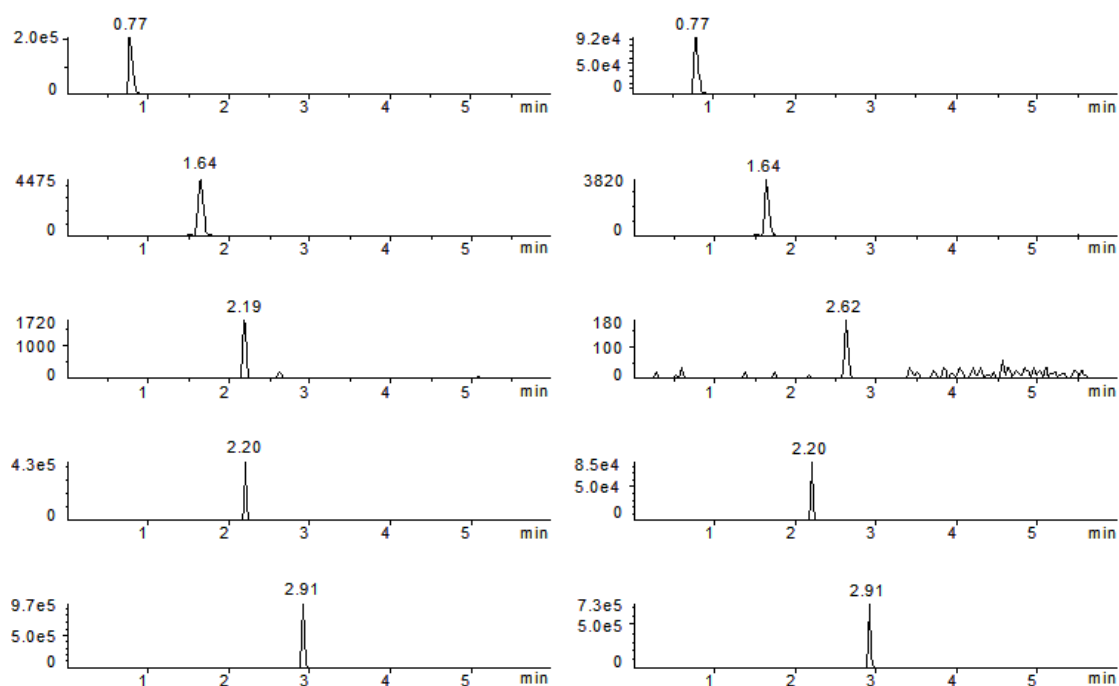 0.77
2.0e5
0
1 2 3 4 5 min
0.77
9.2e4
5.0e4
0
1 2 3 4 5 min
1.64
4475
0
1 2 3 4 5 min
1.64
3820
0
1 2 3 4 5 min
2.19
1720
1000
0
1 2 3 4 5 min
2.62
180
100
0
1 2 3 4 5 min
2.20
4.3e5
0
1 2 3 4 5 min
2.20
8.5e4
5.0e4
0
1 2 3 4 5 min
2.91
9.7e5
5.0e5
0
1 2 3 4 5 min
2.91
7.3e5
5.0e5
0
1 2 3 4 5 min